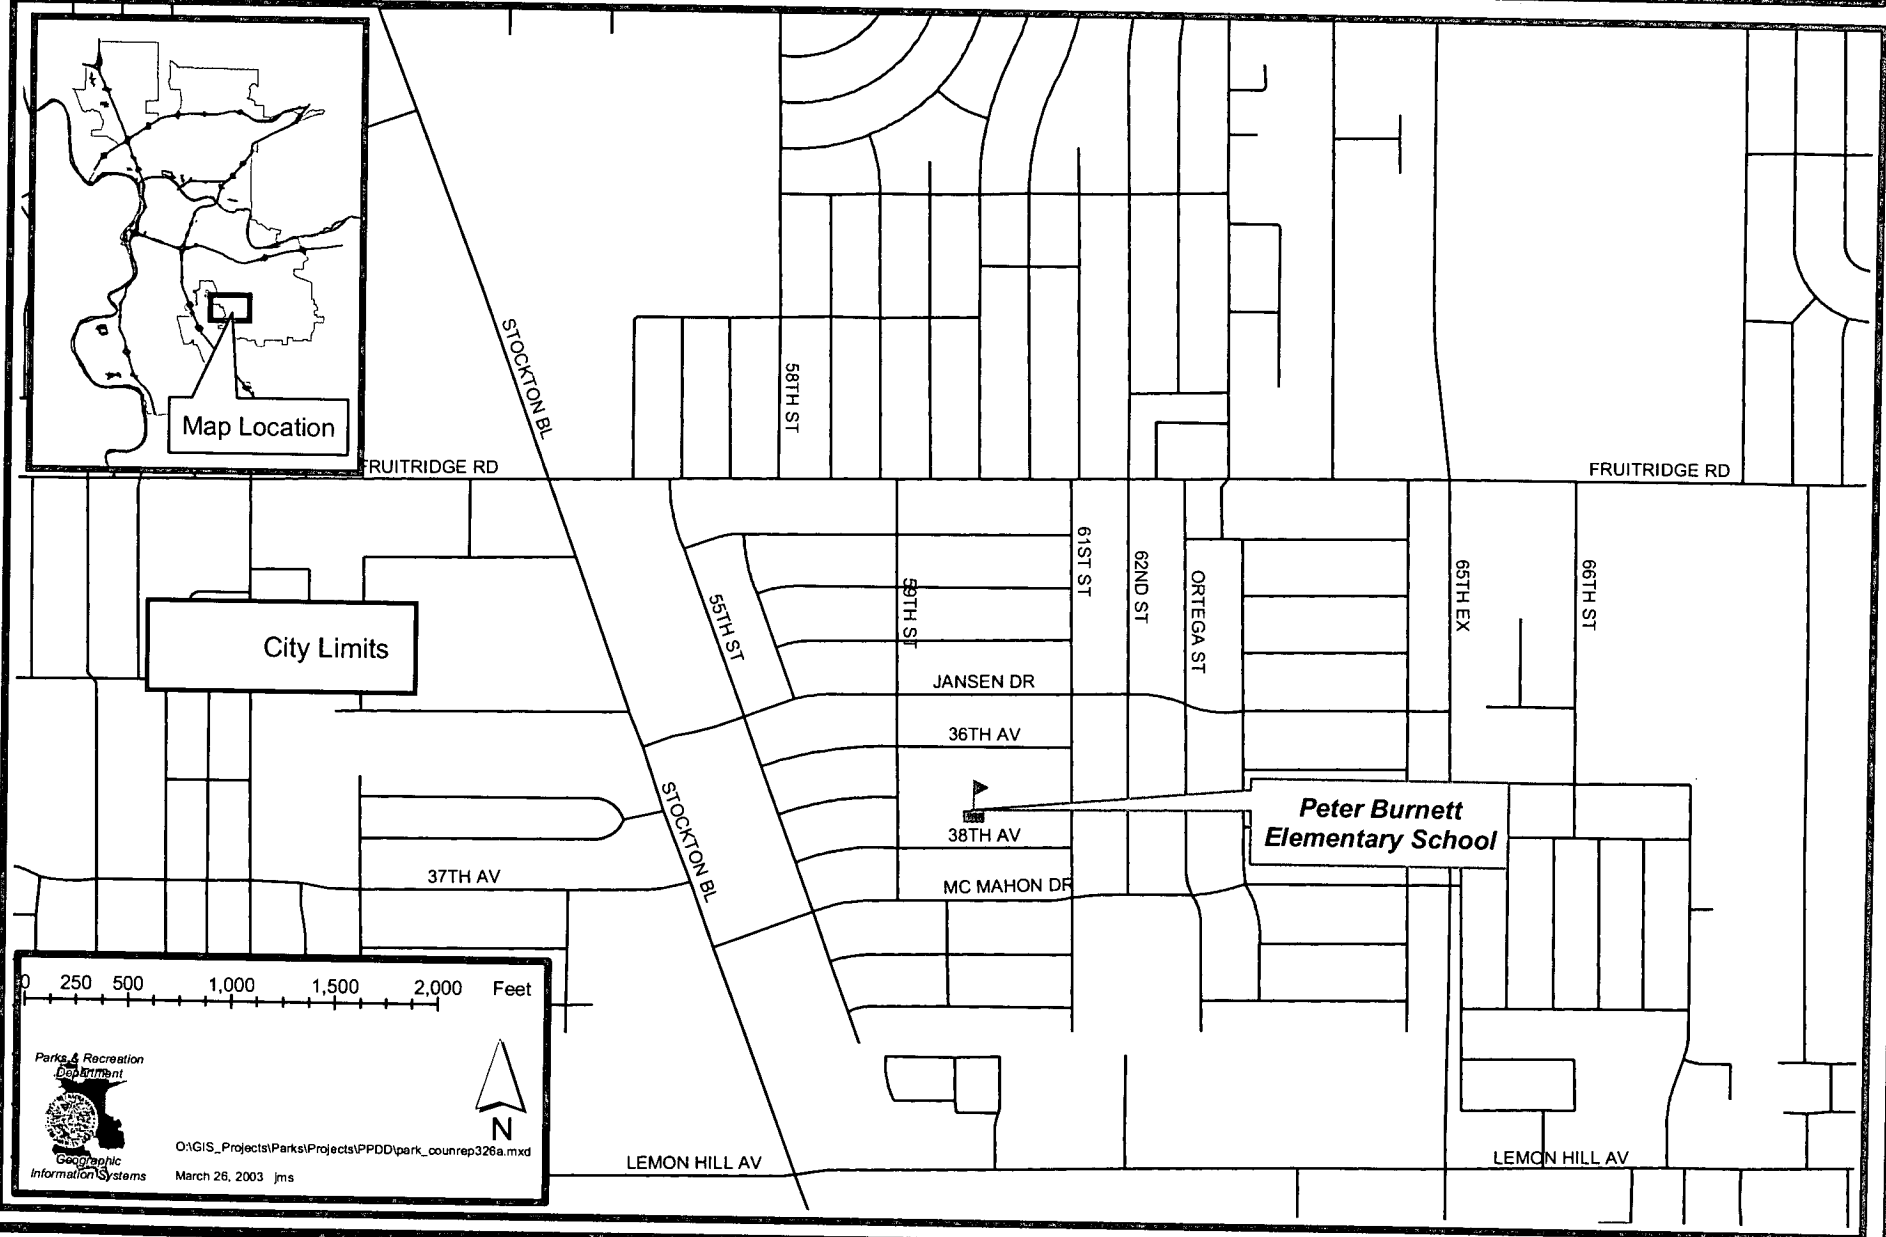 Map Location
STOCKTON BL
58TH ST
FRUITRIDGE RD
FRUITRIDGE RD
City Limits
55TH ST
59TH ST
61ST ST
62ND ST
ORTEGA ST
65TH EX
66TH ST
JANSEN DR
36TH AV
STOCKTON BL
Peter Burnett
Elementary School
38TH AV
37TH AV
MC MAHON DR
0 250 500 1,000 1,500 2,000 Feet
Parks & Recreation
Department
N
O:\GIS_Projects\Parks\Projects\PPDD\park_counrep326a.mxd
Geographic
Information Systems
March 26, 2003 jms
LEMON HILL AV
LEMON HILL AV